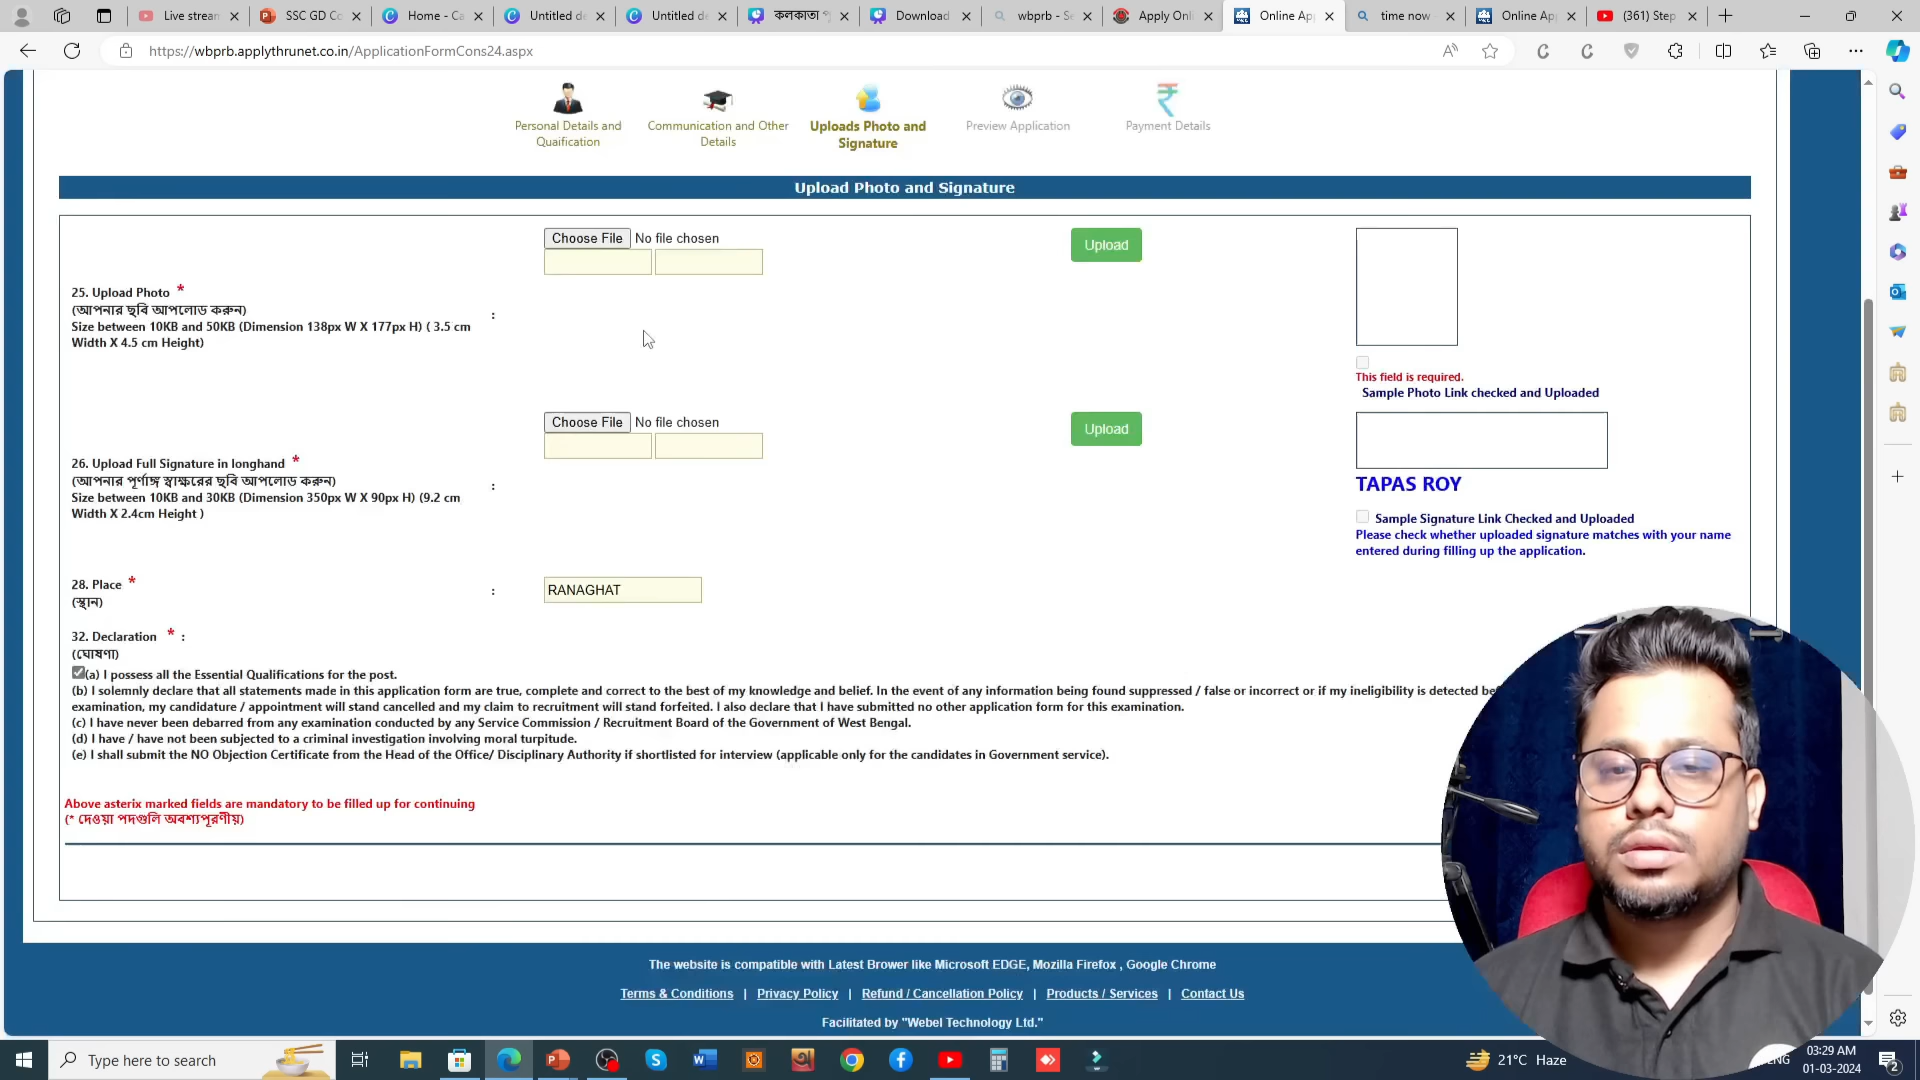 Live stream
SSC GD Co
Home - Ca
Untitled de
Untitled de
কলকাতা প
Download
wbprb - Se
Apply Onli
Online App
time now -
Online App
(361) Step
https://wbprb.applythrunet.co.in/ApplicationFormCons24.aspx
Personal Details and Quaification
Communication and Other Details
Uploads Photo and Signature
Preview Application
Payment Details
Upload Photo and Signature
Choose File No file chosen
Upload
25. Upload Photo *
(আপনার ছবি আপলোড করুন)
:
Size between 10KB and 50KB (Dimension 138px W X 177px H) ( 3.5 cm
Width X 4.5 cm Height)
This field is required.
Sample Photo Link checked and Uploaded
Choose File No file chosen
Upload
26. Upload Full Signature in longhand *
(আপনার পূর্ণাঙ্গ স্বাক্ষরের ছবি আপলোড করুন)
:
Size between 10KB and 30KB (Dimension 350px W X 90px H) (9.2 cm
Width X 2.4cm Height )
TAPAS ROY
Sample Signature Link Checked and Uploaded
Please check whether uploaded signature matches with your name
entered during filling up the application.
28. Place *
(স্থান)
:
RANAGHAT
32. Declaration * :
(ঘোষণা)
(a) I possess all the Essential Qualifications for the post.
(b) I solemnly declare that all statements made in this application form are true, complete and correct to the best of my knowledge and belief. In the event of any information being found suppressed / false or incorrect or if my ineligibility is detected
examination, my candidature / appointment will stand cancelled and my claim to recruitment will stand forfeited. I also declare that I have submitted no other application form for this examination.
(c) I have never been debarred from any examination conducted by any Service Commission / Recruitment Board of the Government of West Bengal.
(d) I have / have not been subjected to a criminal investigation involving moral turpitude.
(e) I shall submit the NO Objection Certificate from the Head of the Office/ Disciplinary Authority if shortlisted for interview (applicable only for the candidates in Government service).
Above asterix marked fields are mandatory to be filled up for continuing
(* দেওয়া পদগুলি অবশ্যপূরণীয়)
The website is compatible with Latest Brower like Microsoft EDGE, Mozilla Firefox , Google Chrome
Terms & Conditions | Privacy Policy | Refund / Cancellation Policy | Products / Services | Contact Us
Facilitated by "Webel Technology Ltd."
Type here to search
21°C Haze
ENG
03:29 AM
01-03-2024
2